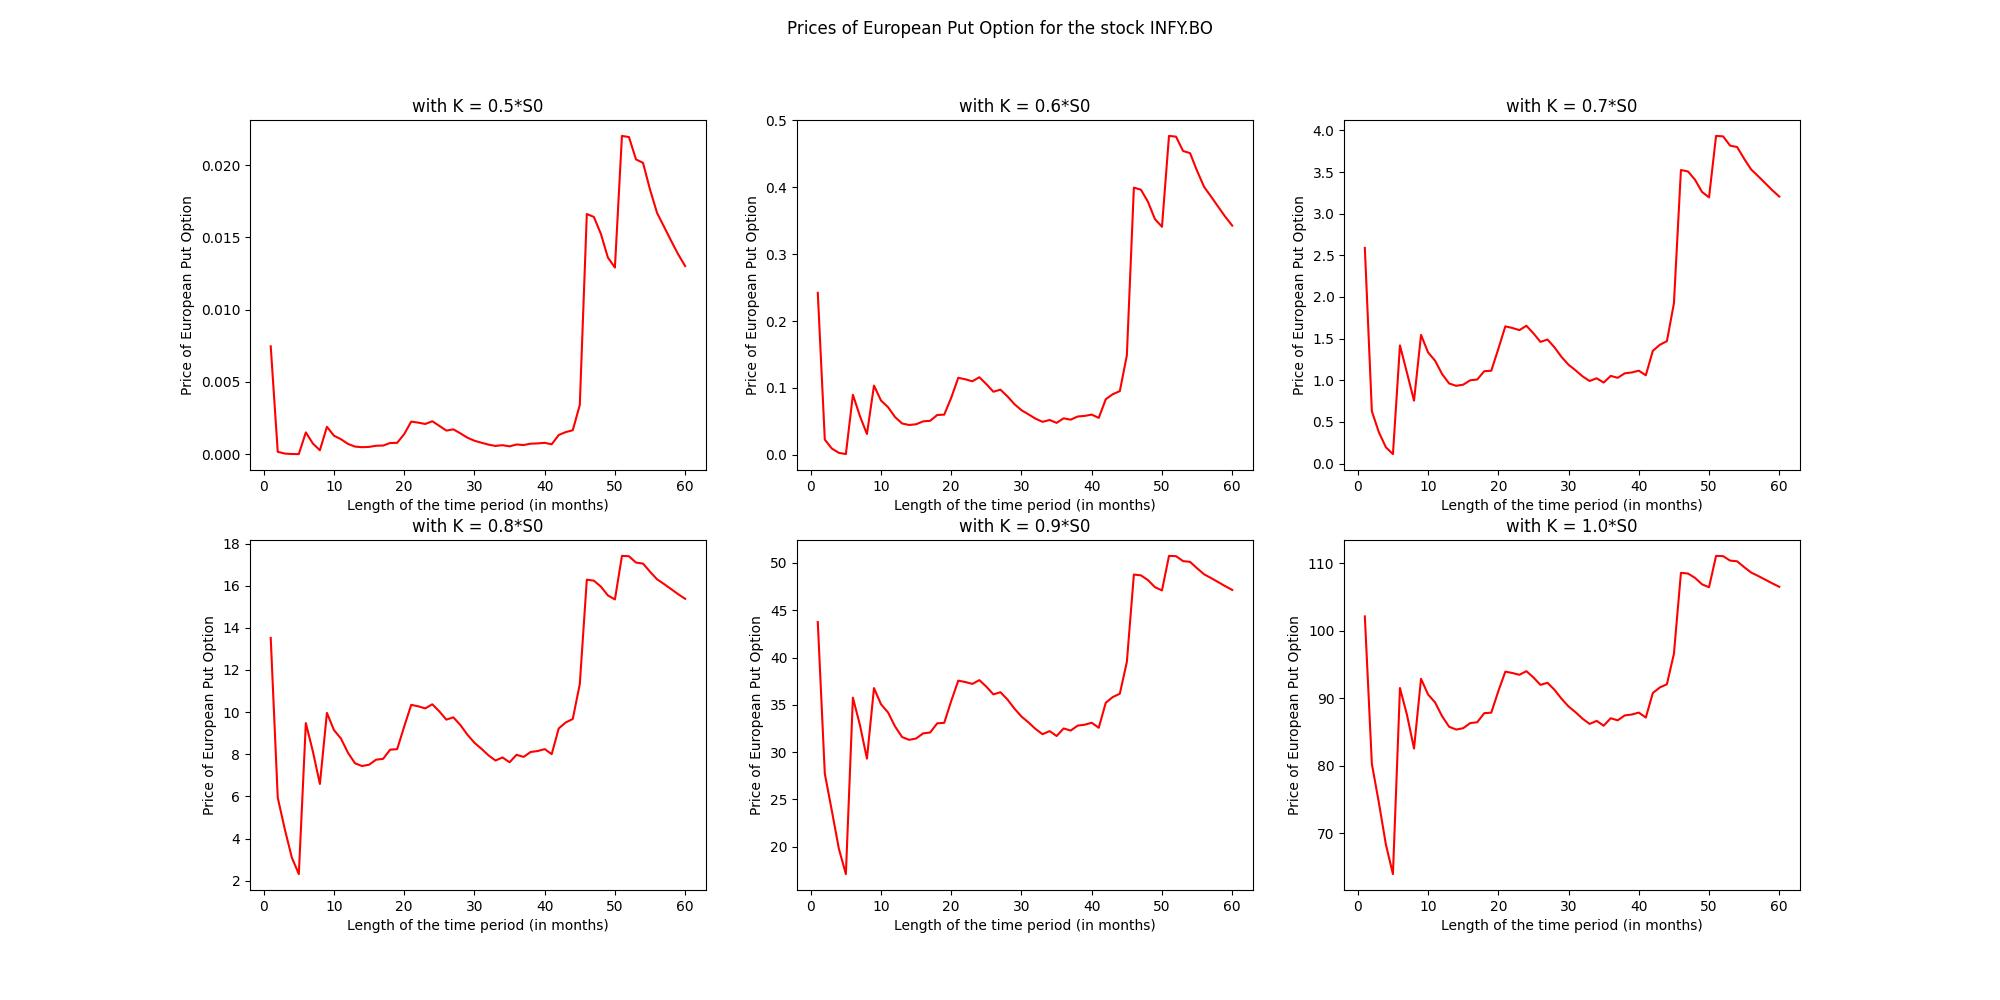 Prices of European Put Option for the stock INFY.BO
with K = 0.5*S0
Price of European Put Option
0.020
0.015
0.010
0.005
0.000
0 10 20 30 40 50 60
Length of the time period (in months)
with K = 0.6*S0
Price of European Put Option
0.5
0.4
0.3
0.2
0.1
0.0
0 10 20 30 40 50 60
Length of the time period (in months)
with K = 0.7*S0
Price of European Put Option
4.0
3.5
3.0
2.5
2.0
1.5
1.0
0.5
0.0
0 10 20 30 40 50 60
Length of the time period (in months)
with K = 0.8*S0
Price of European Put Option
18
16
14
12
10
8
6
4
2
0 10 20 30 40 50 60
Length of the time period (in months)
with K = 0.9*S0
Price of European Put Option
50
45
40
35
30
25
20
0 10 20 30 40 50 60
Length of the time period (in months)
with K = 1.0*S0
Price of European Put Option
110
100
90
80
70
0 10 20 30 40 50 60
Length of the time period (in months)